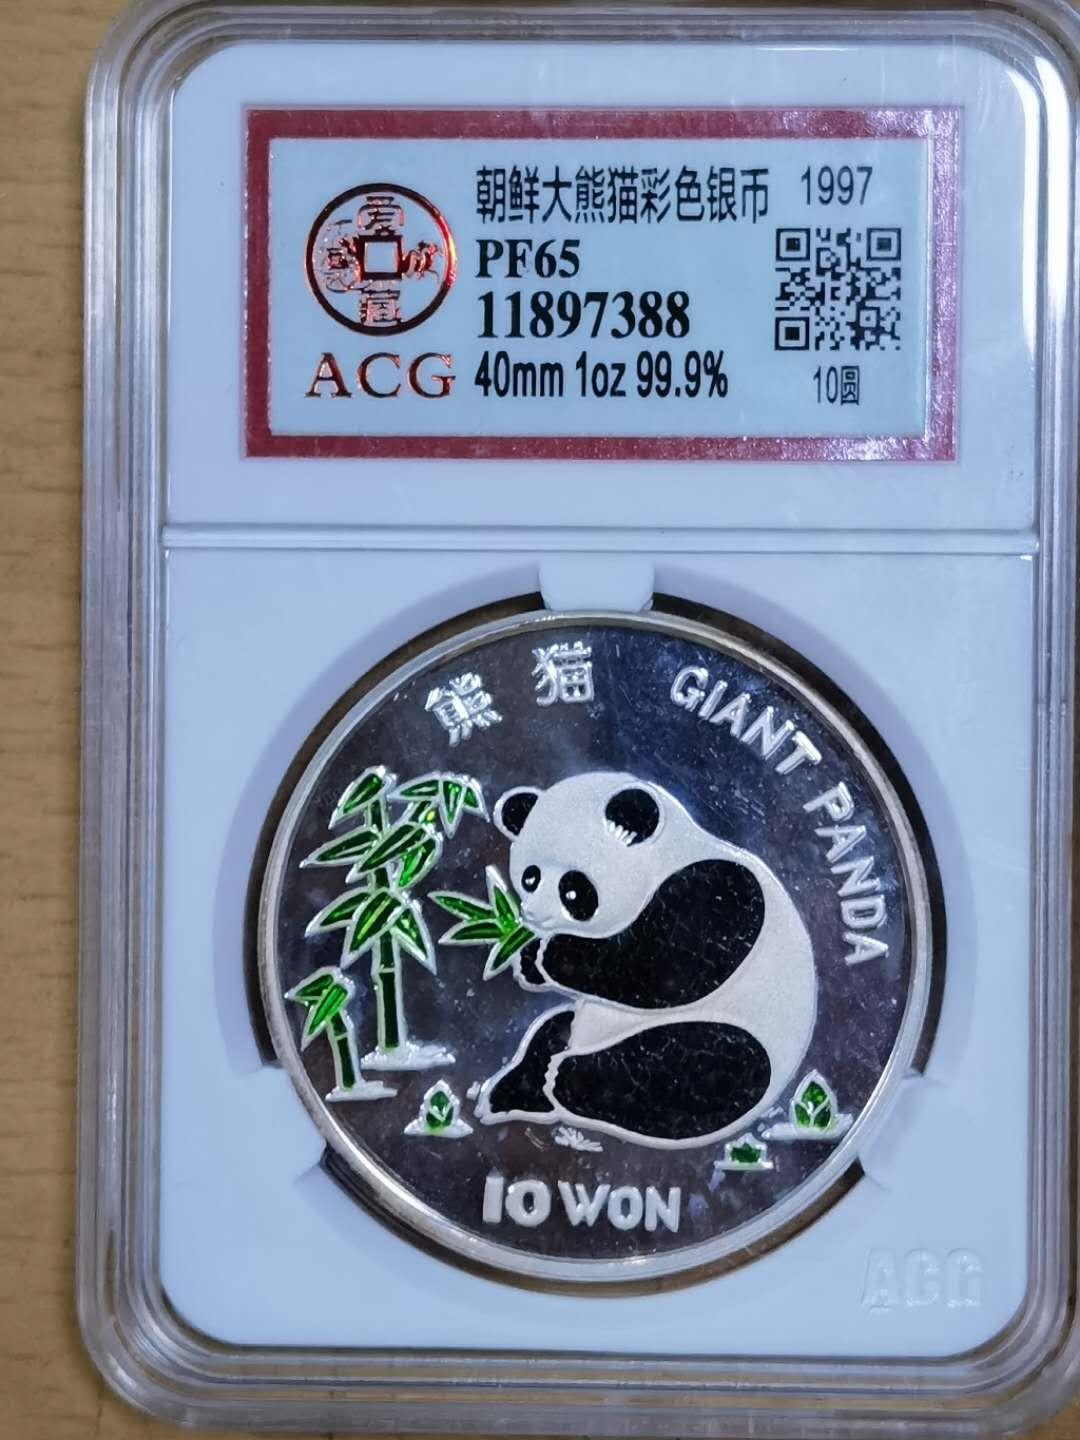 朝鲜大熊猫彩色银币 1997
PF65
11897388
ACG
40mm 1oz 99.9%
10圆
熊猫 GIANT PANDA
10 WON
ACG